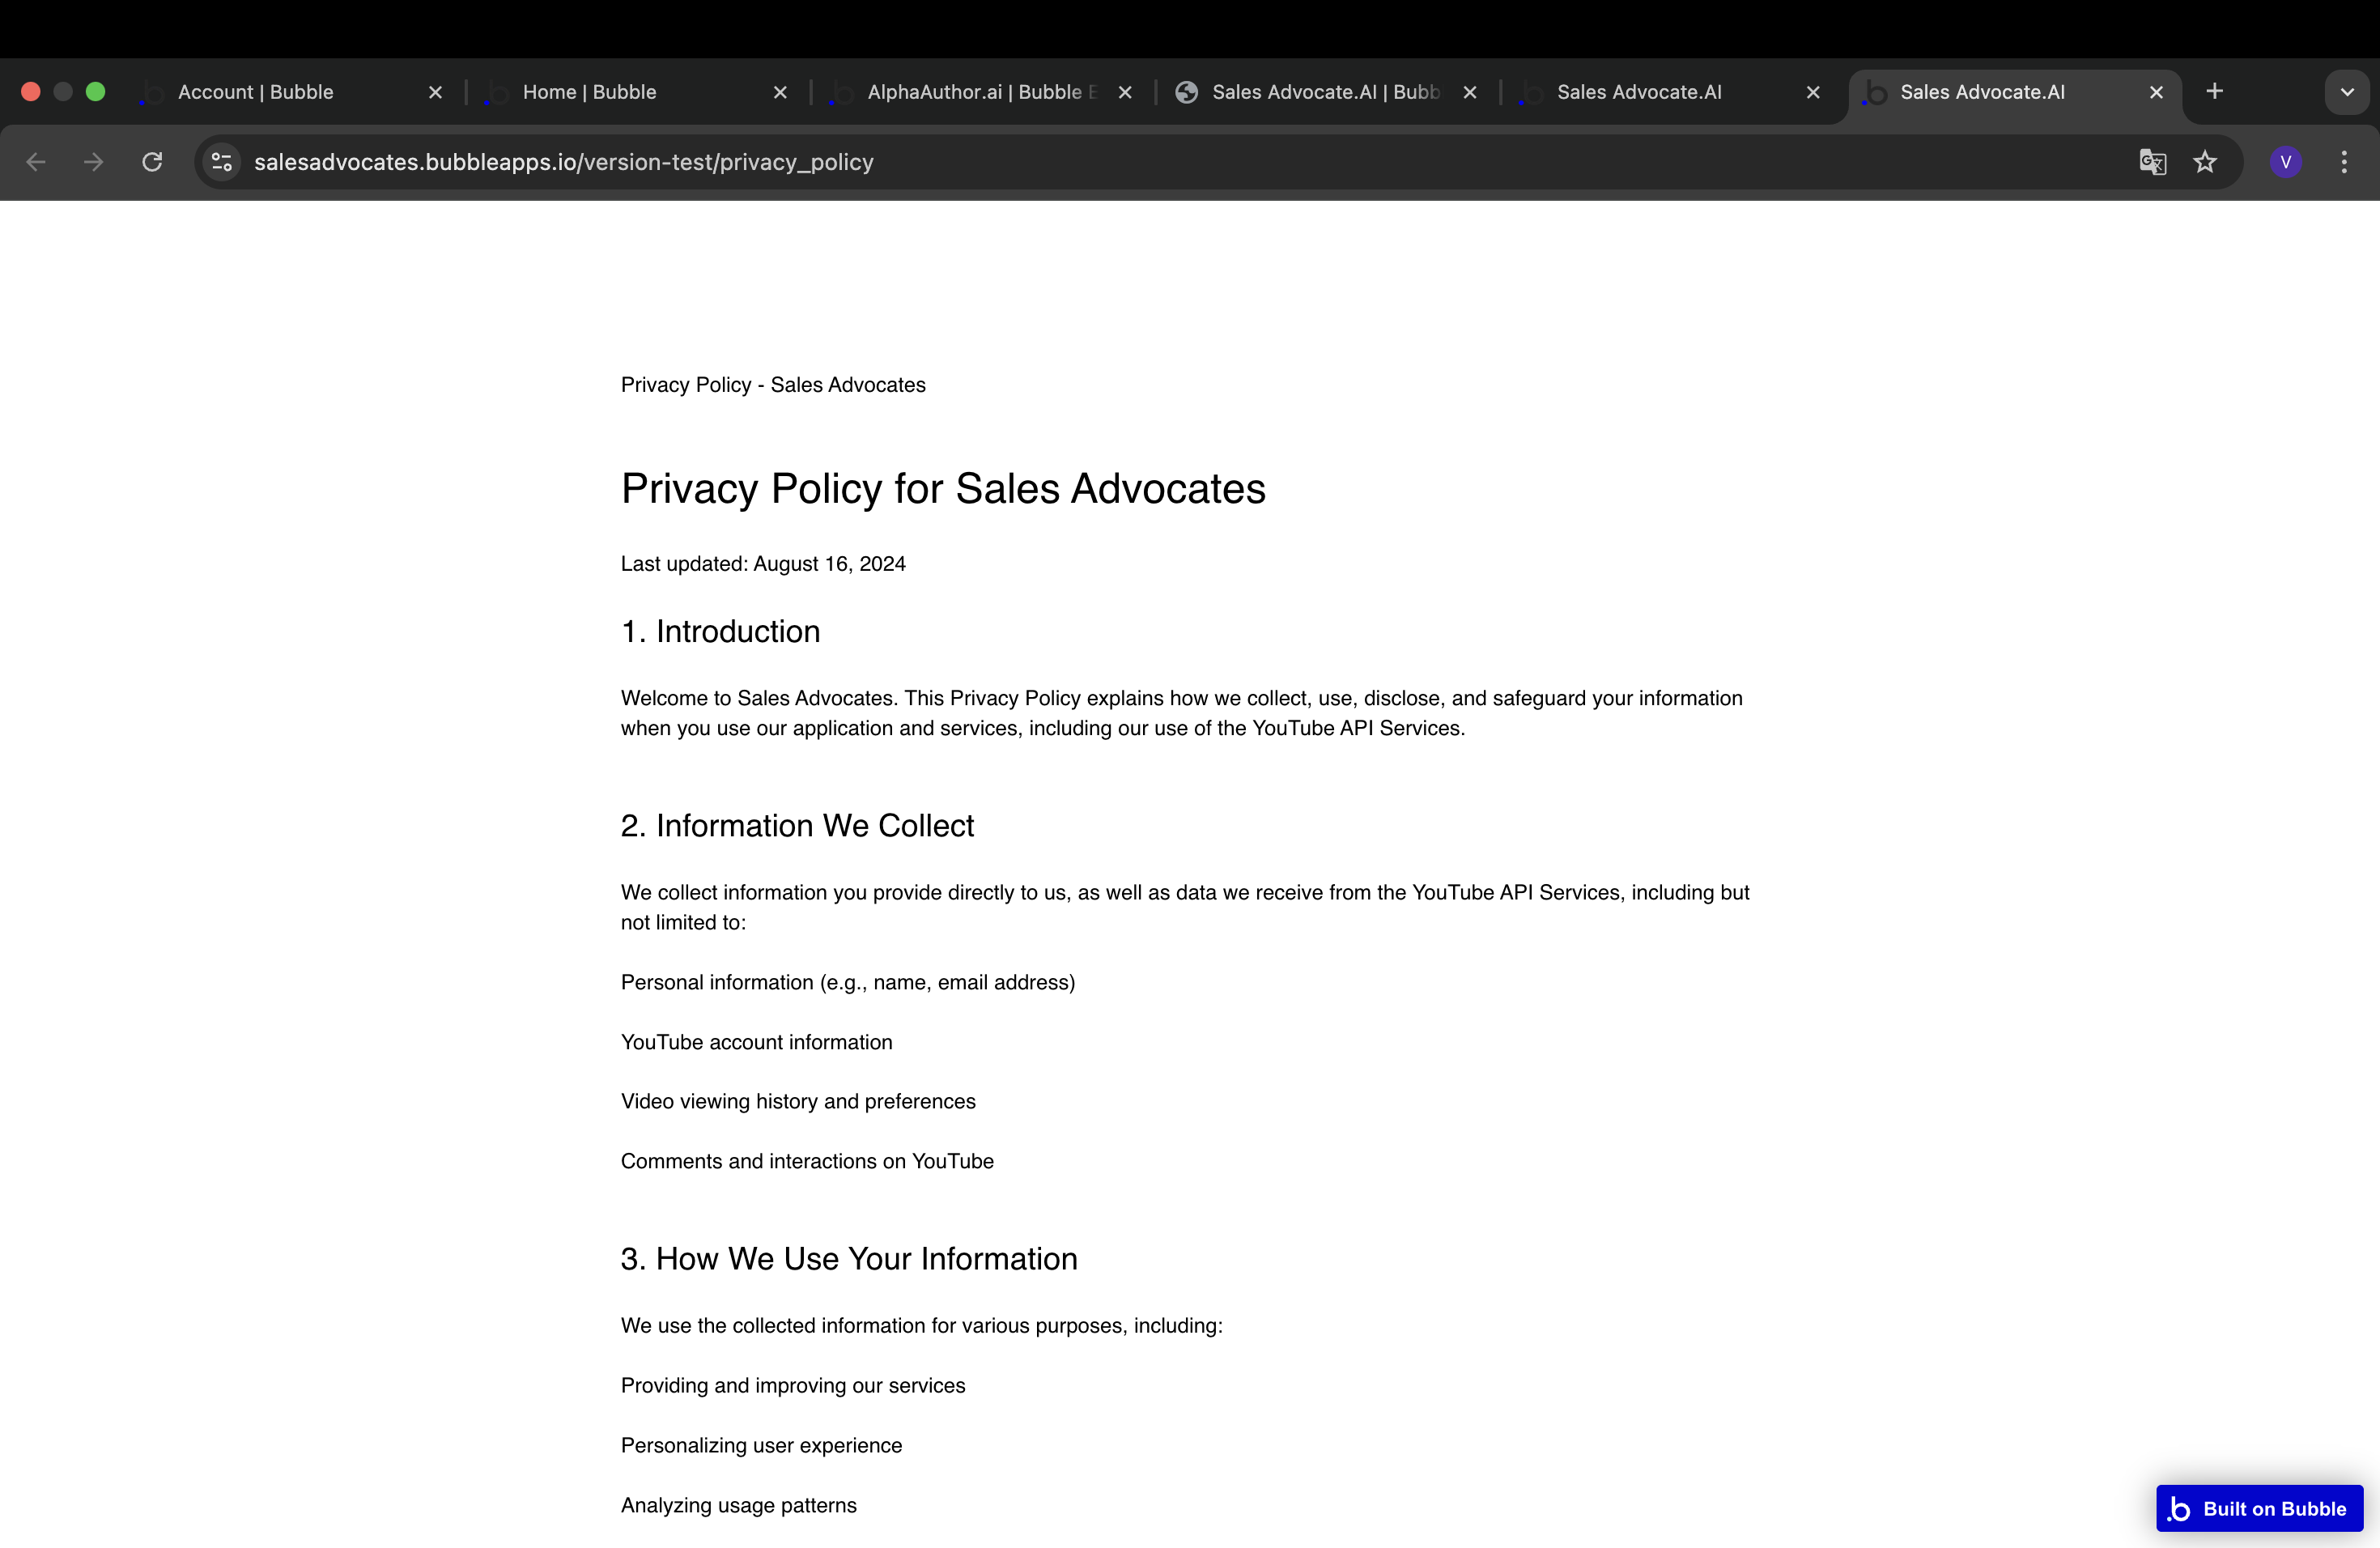 Account | Bubble
Home | Bubble
AlphaAuthor.ai | Bubble
Sales Advocate.AI | Bubb
Sales Advocate.AI
Sales Advocate.AI
salesadvocates.bubbleapps.io/version-test/privacy_policy
V
Privacy Policy - Sales Advocates
Privacy Policy for Sales Advocates
Last updated: August 16, 2024
1. Introduction
Welcome to Sales Advocates. This Privacy Policy explains how we collect, use, disclose, and safeguard your information
when you use our application and services, including our use of the YouTube API Services.
2. Information We Collect
We collect information you provide directly to us, as well as data we receive from the YouTube API Services, including but
not limited to:
Personal information (e.g., name, email address)
YouTube account information
Video viewing history and preferences
Comments and interactions on YouTube
3. How We Use Your Information
We use the collected information for various purposes, including:
Providing and improving our services
Personalizing user experience
Analyzing usage patterns
Built on Bubble